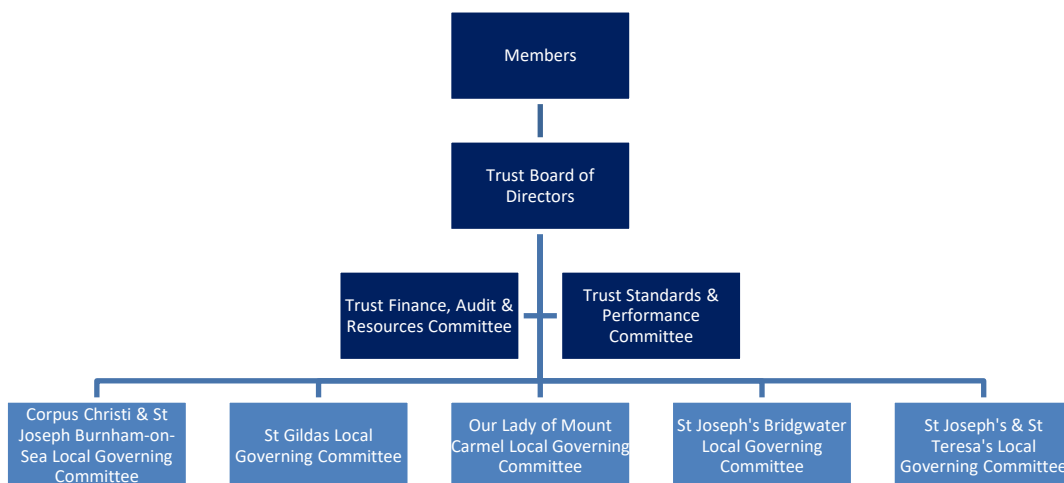 Members
Trust Board of
Directors
Trust Finance, Audit &
Resources Committee
Trust Standards &
Performance
Committee
Corpus Christi & St
Joseph Burnham-on-
Sea Local Governing
Committee
St Gildas Local
Governing Committee
Our Lady of Mount
Carmel Local Governing
Committee
St Joseph's Bridgwater
Local Governing
Committee
St Joseph's & St
Teresa's Local
Governing Committee